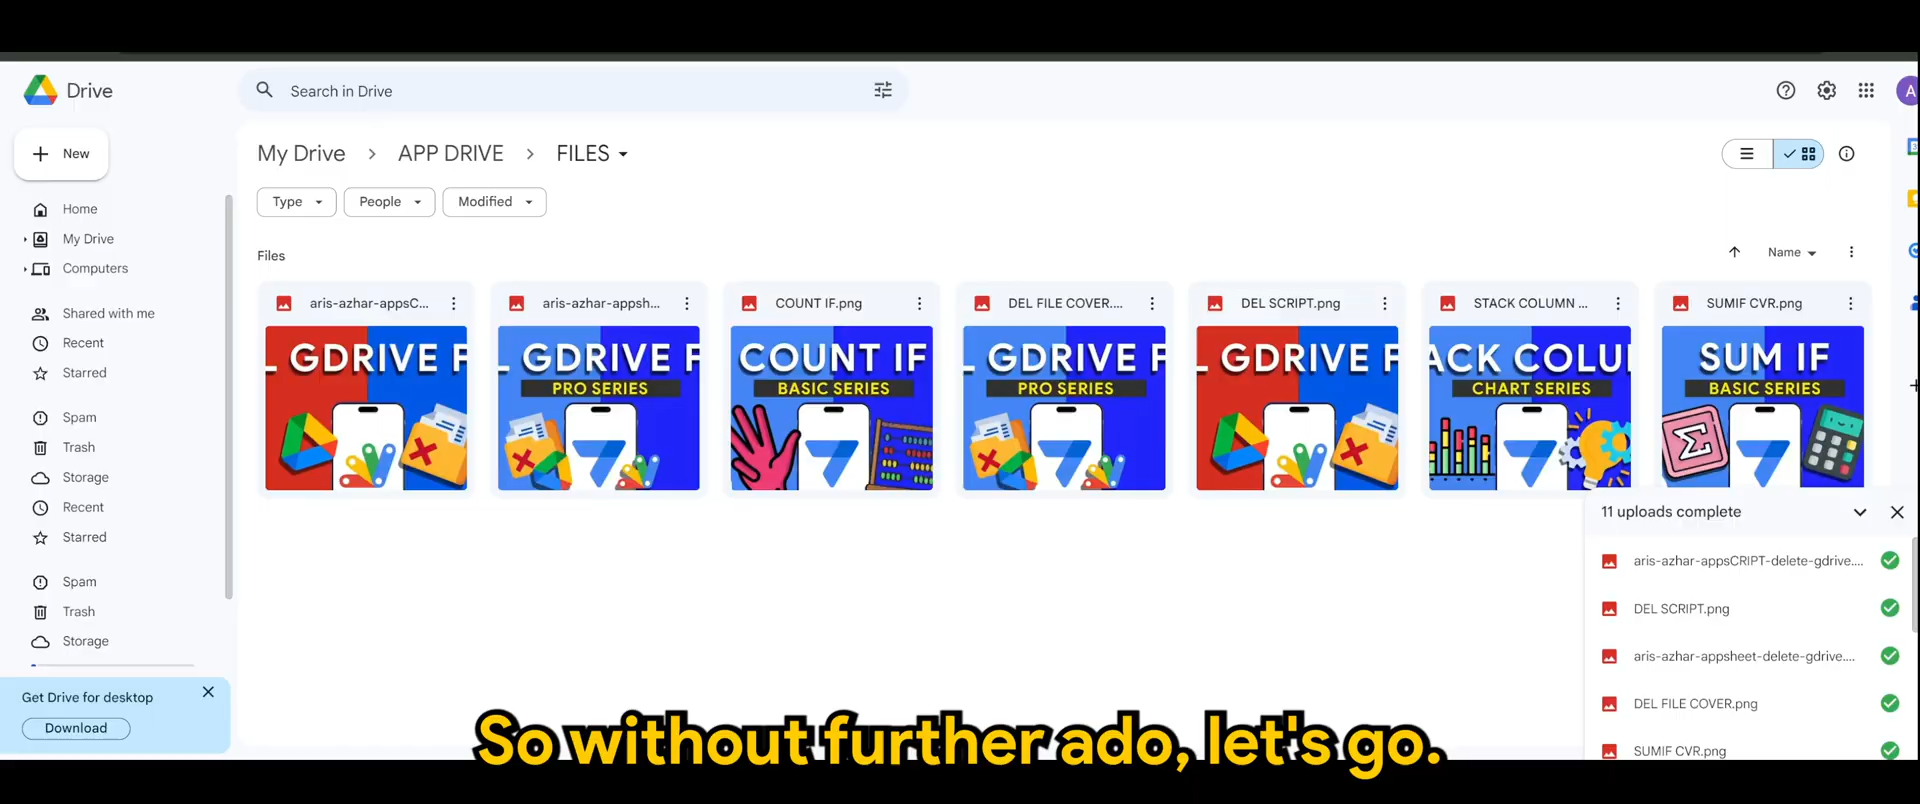 Drive
Search in Drive
A
New
My Drive > APP DRIVE > FILES
Type
People
Modified
Home
My Drive
Computers
Shared with me
Recent
Starred
Spam
Trash
Storage
Recent
Starred
Spam
Trash
Storage
Get Drive for desktop
Download
Files
Name
aris-azhar-appsC...
L GDRIVE F
aris-azhar-appsh...
L GDRIVE F
PRO SERIES
COUNT IF.png
COUNT IF
BASIC SERIES
DEL FILE COVER....
L GDRIVE F
PRO SERIES
DEL SCRIPT.png
L GDRIVE F
STACK COLUMN ...
ACK COLU
CHART SERIES
SUMIF CVR.png
SUM IF
BASIC SERIES
11 uploads complete
aris-azhar-appsCRIPT-delete-gdrive....
DEL SCRIPT.png
aris-azhar-appsheet-delete-gdrive....
DEL FILE COVER.png
SUMIF CVR.png
So without further ado, let's go.